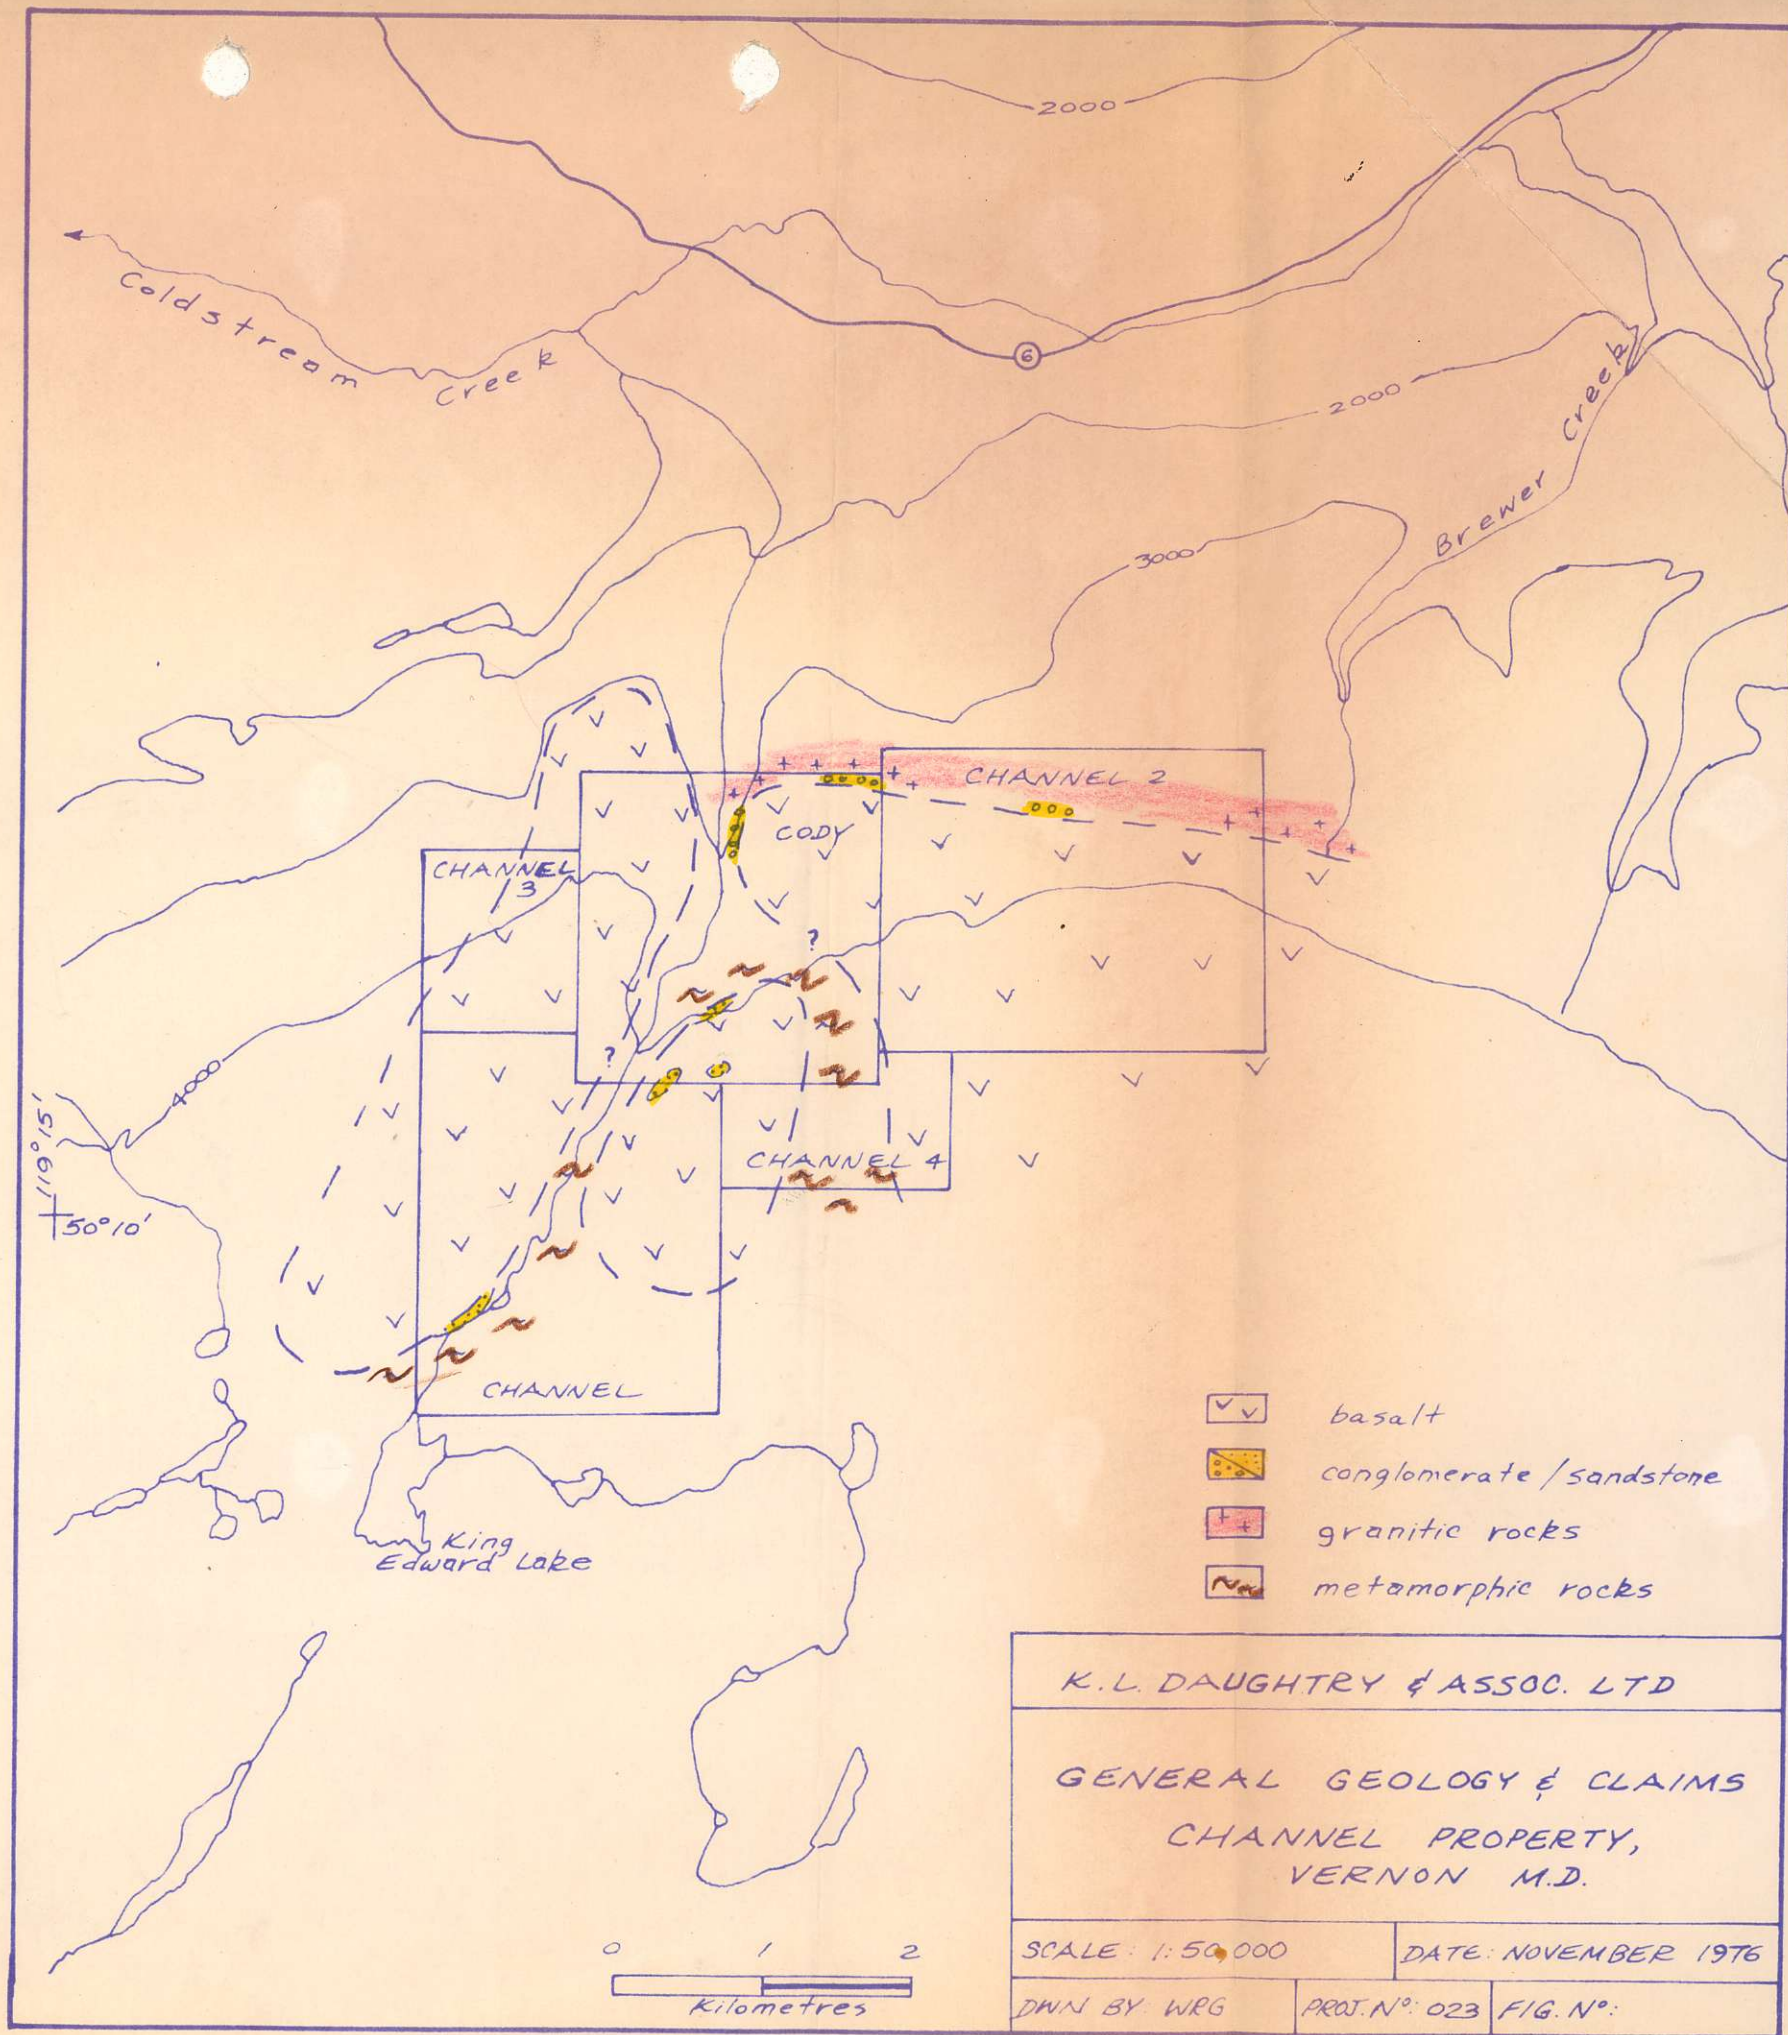 2000
6
Coldstream Creek
2000
Brewer Creek
3000
CHANNEL 2
CODY
CHANNEL
3
?
?
4000
CHANNEL 4
119°15'
50°10'
CHANNEL
King
Edward Lake
basalt
conglomerate / sandstone
granitic rocks
metamorphic rocks
K. L. DAUGHTRY & ASSOC. LTD
GENERAL GEOLOGY & CLAIMS
CHANNEL PROPERTY,
VERNON M.D.
SCALE: 1:50,000
DATE: NOVEMBER 1976
DWN BY: WRG
PROJ. Nº: 023
FIG. Nº:
0 1 2
Kilometres